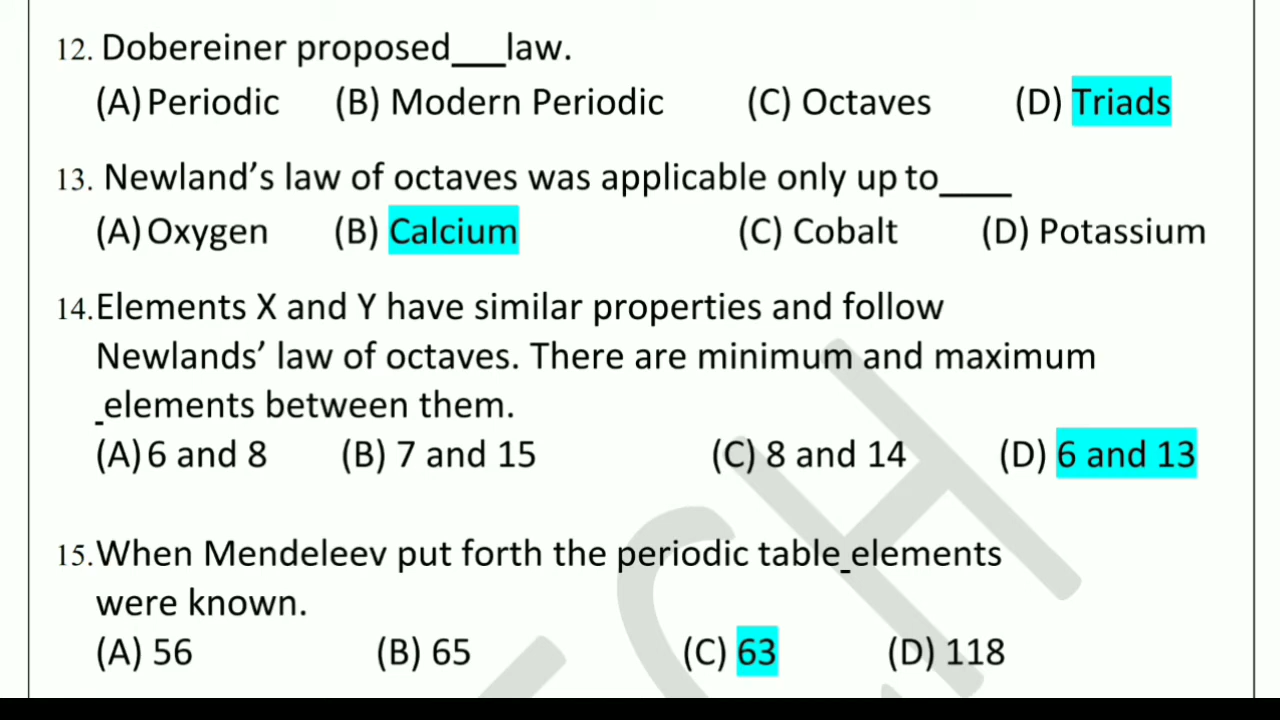 12. Dobereiner proposed___law.
(A) Periodic (B) Modern Periodic (C) Octaves (D) Triads
13. Newland’s law of octaves was applicable only up to____
(A) Oxygen (B) Calcium (C) Cobalt (D) Potassium
14. Elements X and Y have similar properties and follow
Newlands’ law of octaves. There are minimum and maximum
_elements between them.
(A) 6 and 8 (B) 7 and 15 (C) 8 and 14 (D) 6 and 13
15. When Mendeleev put forth the periodic table_elements
were known.
(A) 56 (B) 65 (C) 63 (D) 118